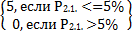 {5, если P2.1. <=5%
0, если P2.1. >5%